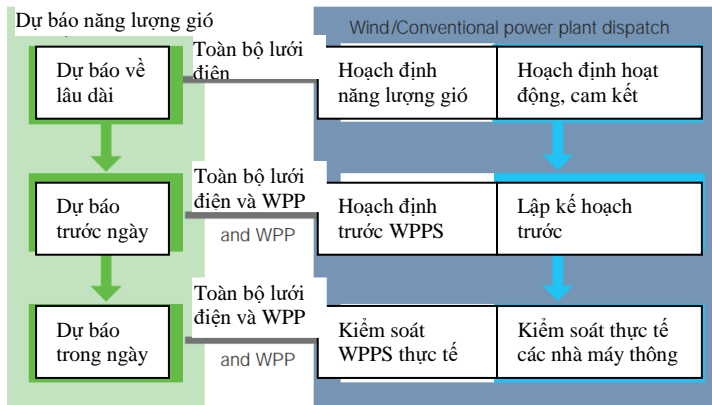 Dự báo năng lượng gió
Wind/Conventional power plant dispatch
Dự báo về
lâu dài
Toàn bộ lưới
điện
Hoạch định
năng lượng gió
Hoạch định hoạt
động, cam kết
Dự báo
trước ngày
Toàn bộ lưới
điện và WPP
and WPP
Hoạch định
trước WPPS
Lập kế hoạch
trước
Dự báo
trong ngày
Toàn bộ lưới
điện và WPP
and WPP
Kiểm soát
WPPS thực tế
Kiểm soát thực tế
các nhà máy thông